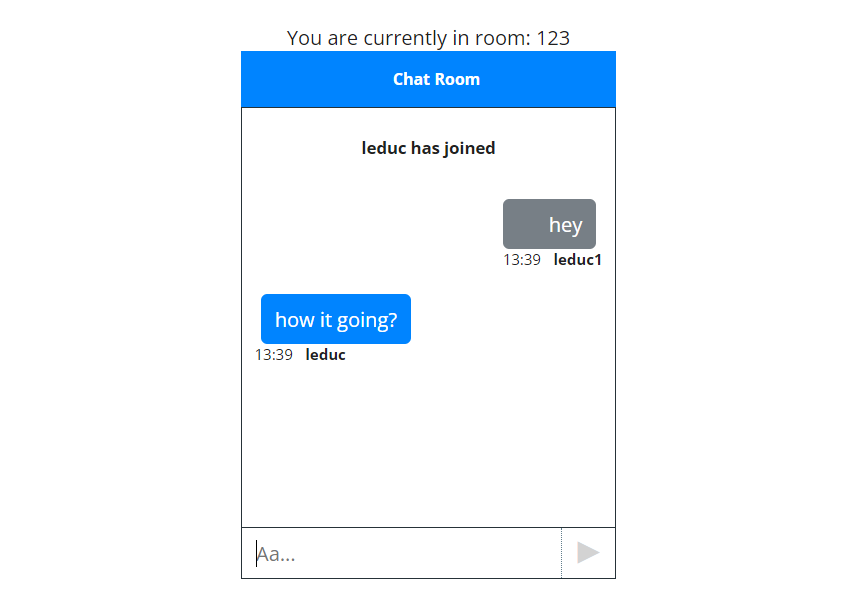 You are currently in room: 123
Chat Room
leduc has joined
hey
13:39 leduc1
how it going?
13:39 leduc
Aa...